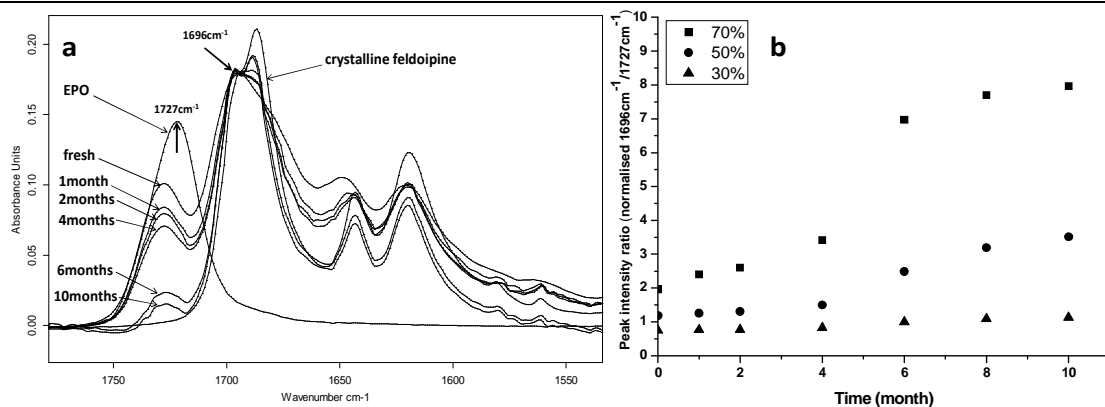 a
0.20
0.15
0.10
0.05
0.00
Absorbance Units
EPO
1727cm-1
1696cm-1
crystalline feldoipine
fresh
1month
2months
4months
6months
10months
1750
1700
1650
1600
1550
Wavenumber cm-1
b
70%
50%
30%
10
9
8
7
6
5
4
3
2
1
0
Peak intensity ratio (normalised 1696cm-1/1727cm-1)
0
2
4
6
8
10
Time (month)